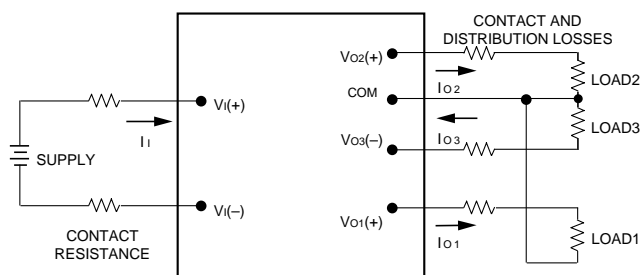 CONTACT AND
DISTRIBUTION LOSSES
VO2(+)
IO2
LOAD2
COM
VI(+)
LOAD3
II
SUPPLY
VO3(–)
IO3
VI(–)
VO1(+)
CONTACT
RESISTANCE
IO1
LOAD1